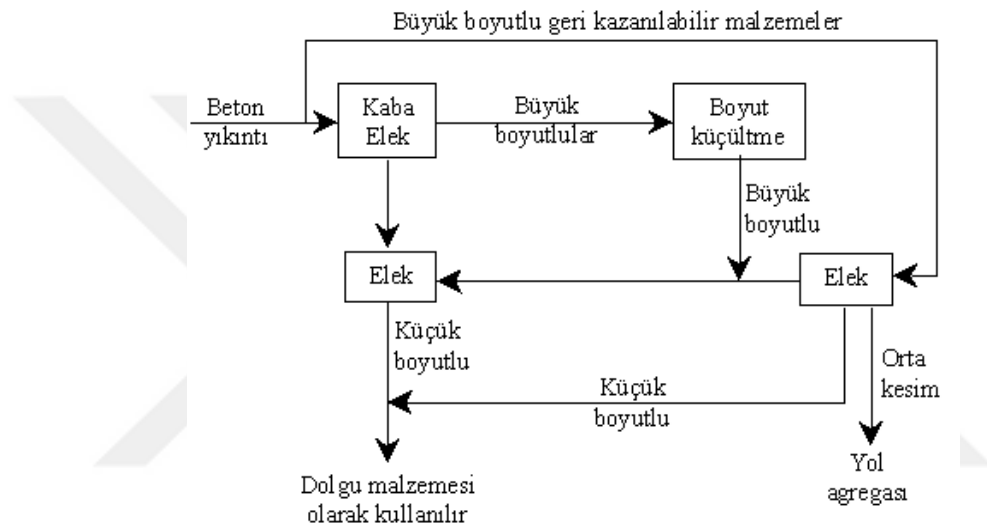 Büyük boyutlu geri kazanılabilir malzemeler
Beton
yıkıntı
Kaba
Elek
Büyük
boyutlular
Boyut
küçültme
Büyük
boyutlu
Elek
Elek
Küçük
boyutlu
Küçük
boyutlu
Orta
kesim
Dolgu malzemesi
olarak kullanılır
Yol
agregası